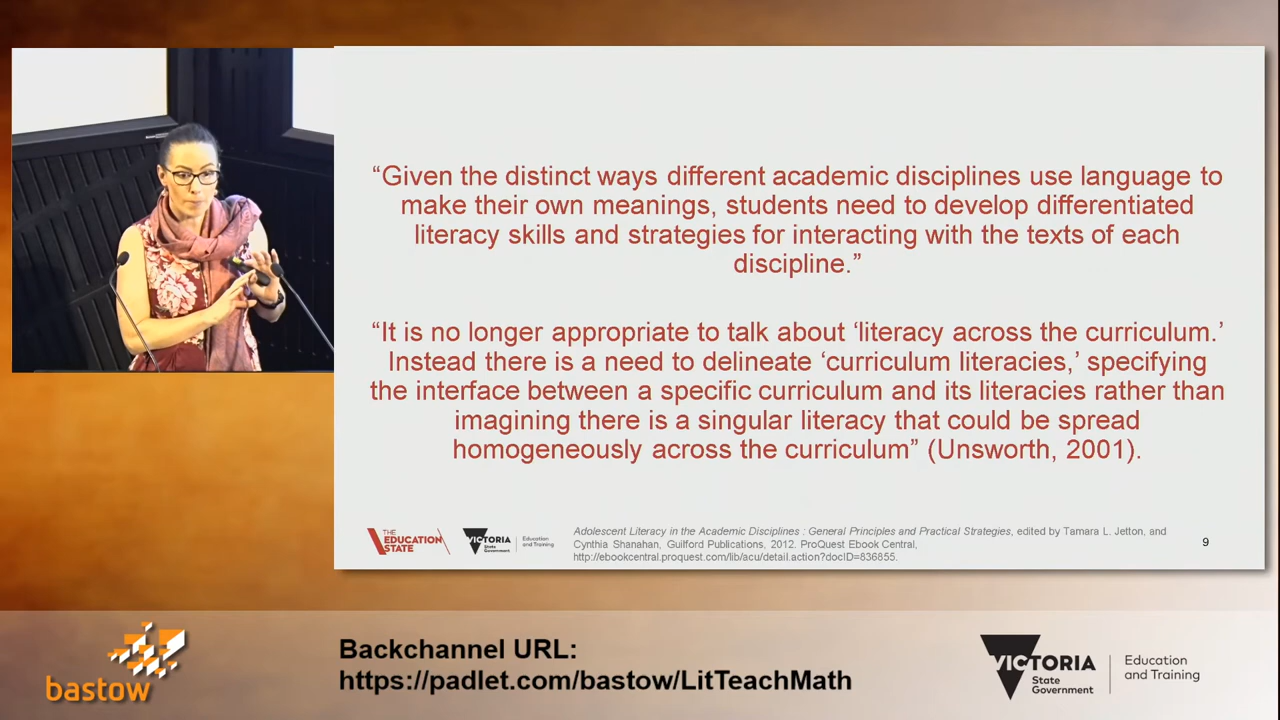 “Given the distinct ways different academic disciplines use language to
make their own meanings, students need to develop differentiated
literacy skills and strategies for interacting with the texts of each
discipline.”
“It is no longer appropriate to talk about ‘literacy across the curriculum.’
Instead there is a need to delineate ‘curriculum literacies,’ specifying
the interface between a specific curriculum and its literacies rather than
imagining there is a singular literacy that could be spread
homogeneously across the curriculum” (Unsworth, 2001).
THE
EDUCATION
STATE
VICTORIA
State
Government
Education
and Training
Adolescent Literacy in the Academic Disciplines : General Principles and Practical Strategies, edited by Tamara L. Jetton, and
Cynthia Shanahan, Guilford Publications, 2012. ProQuest Ebook Central,
http://ebookcentral.proquest.com/lib/acu/detail.action?docID=836855.
9
bastow
Backchannel URL:
https://padlet.com/bastow/LitTeachMath
VICTORIA
State
Government
Education
and Training